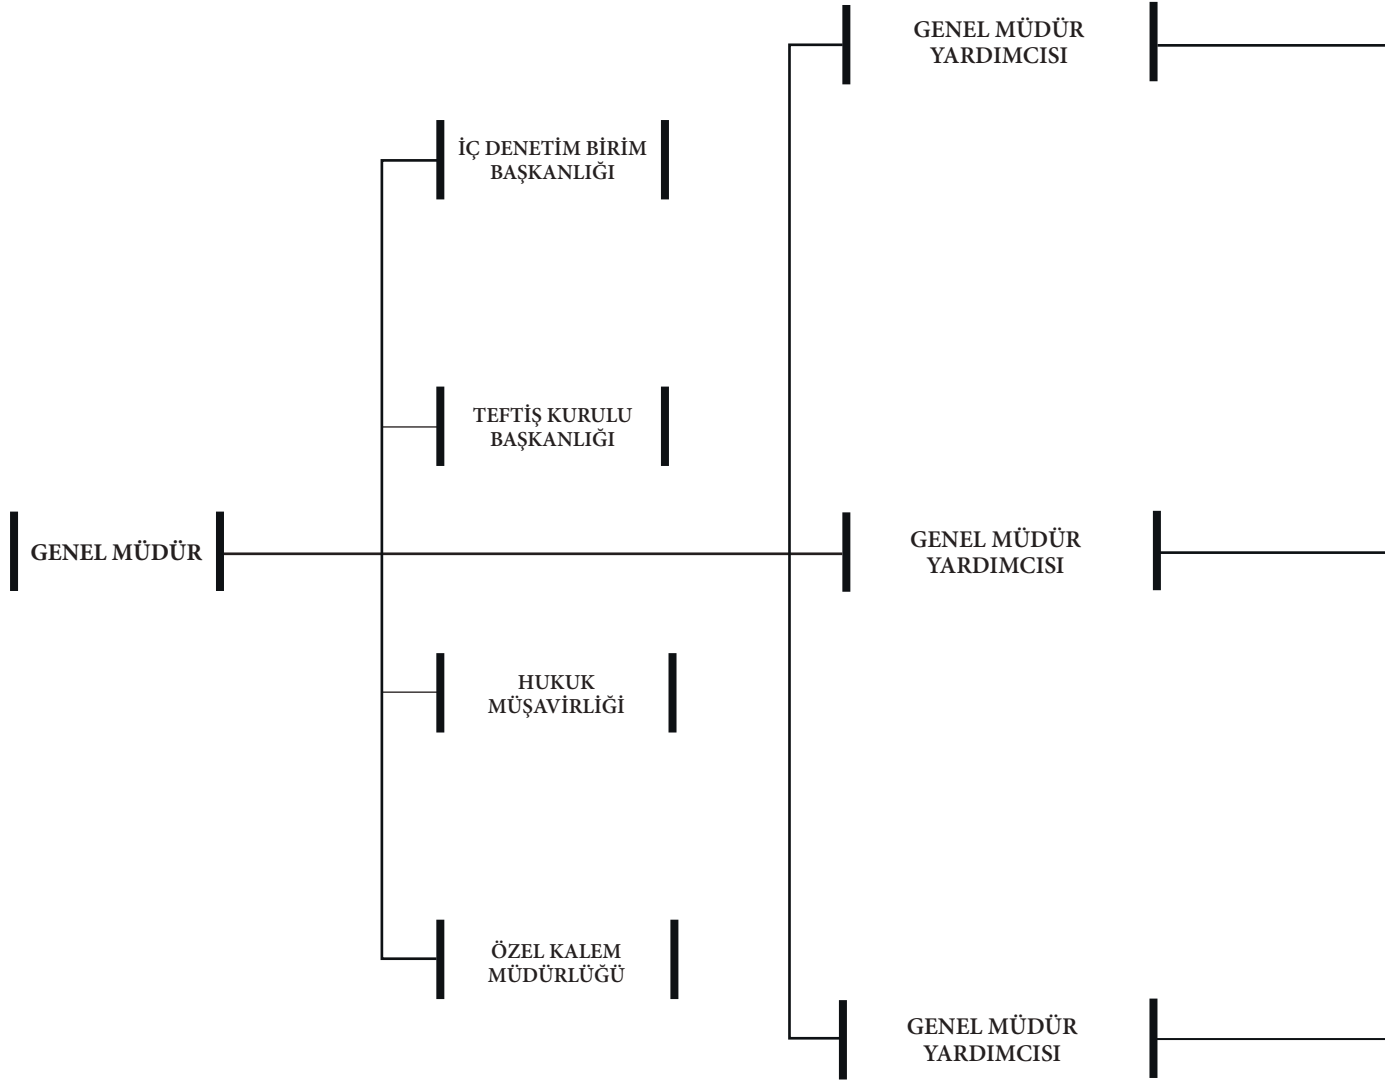 GENEL MÜDÜR
İÇ DENETİM BİRİM
BAŞKANLIĞI
TEFTİŞ KURULU
BAŞKANLIĞI
HUKUK
MÜŞAVİRLİĞİ
ÖZEL KALEM
MÜDÜRLÜĞÜ
GENEL MÜDÜR
YARDIMCISI
GENEL MÜDÜR
YARDIMCISI
GENEL MÜDÜR
YARDIMCISI